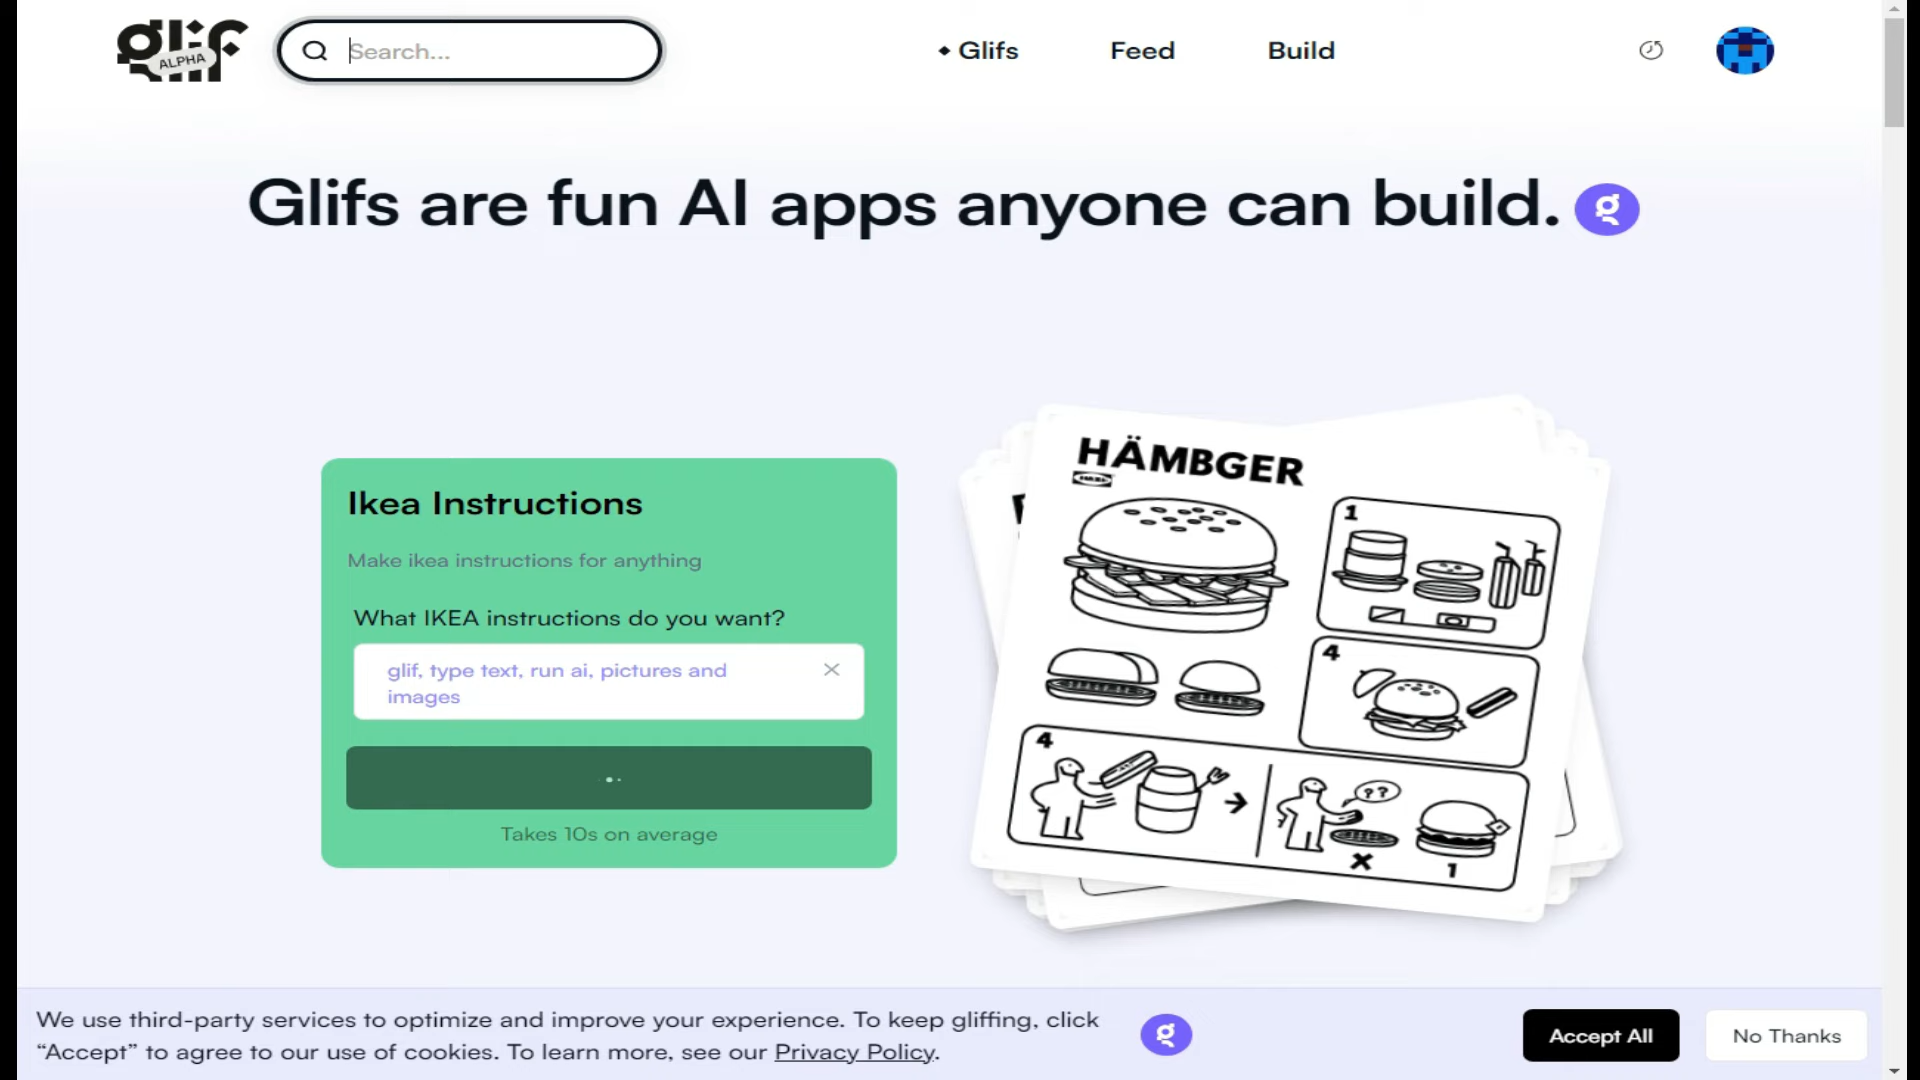 glif
ALPHA
Search...
Glifs
Feed
Build
Glifs are fun AI apps anyone can build.
g
Ikea Instructions
Make ikea instructions for anything
What IKEA instructions do you want?
glif, type text, run ai, pictures and
images
Takes 10s on average
HÄMBGER
1
4
4
??
1
We use third-party services to optimize and improve your experience. To keep gliffing, click
“Accept” to agree to our use of cookies. To learn more, see our Privacy Policy.
g
Accept All
No Thanks